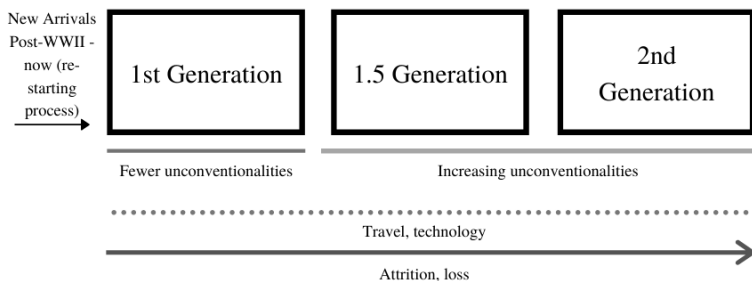 New Arrivals
Post-WWII -
now (re-
starting
process)
1st Generation
1.5 Generation
2nd
Generation
Fewer unconventionalities
Increasing unconventionalities
Travel, technology
Attrition, loss